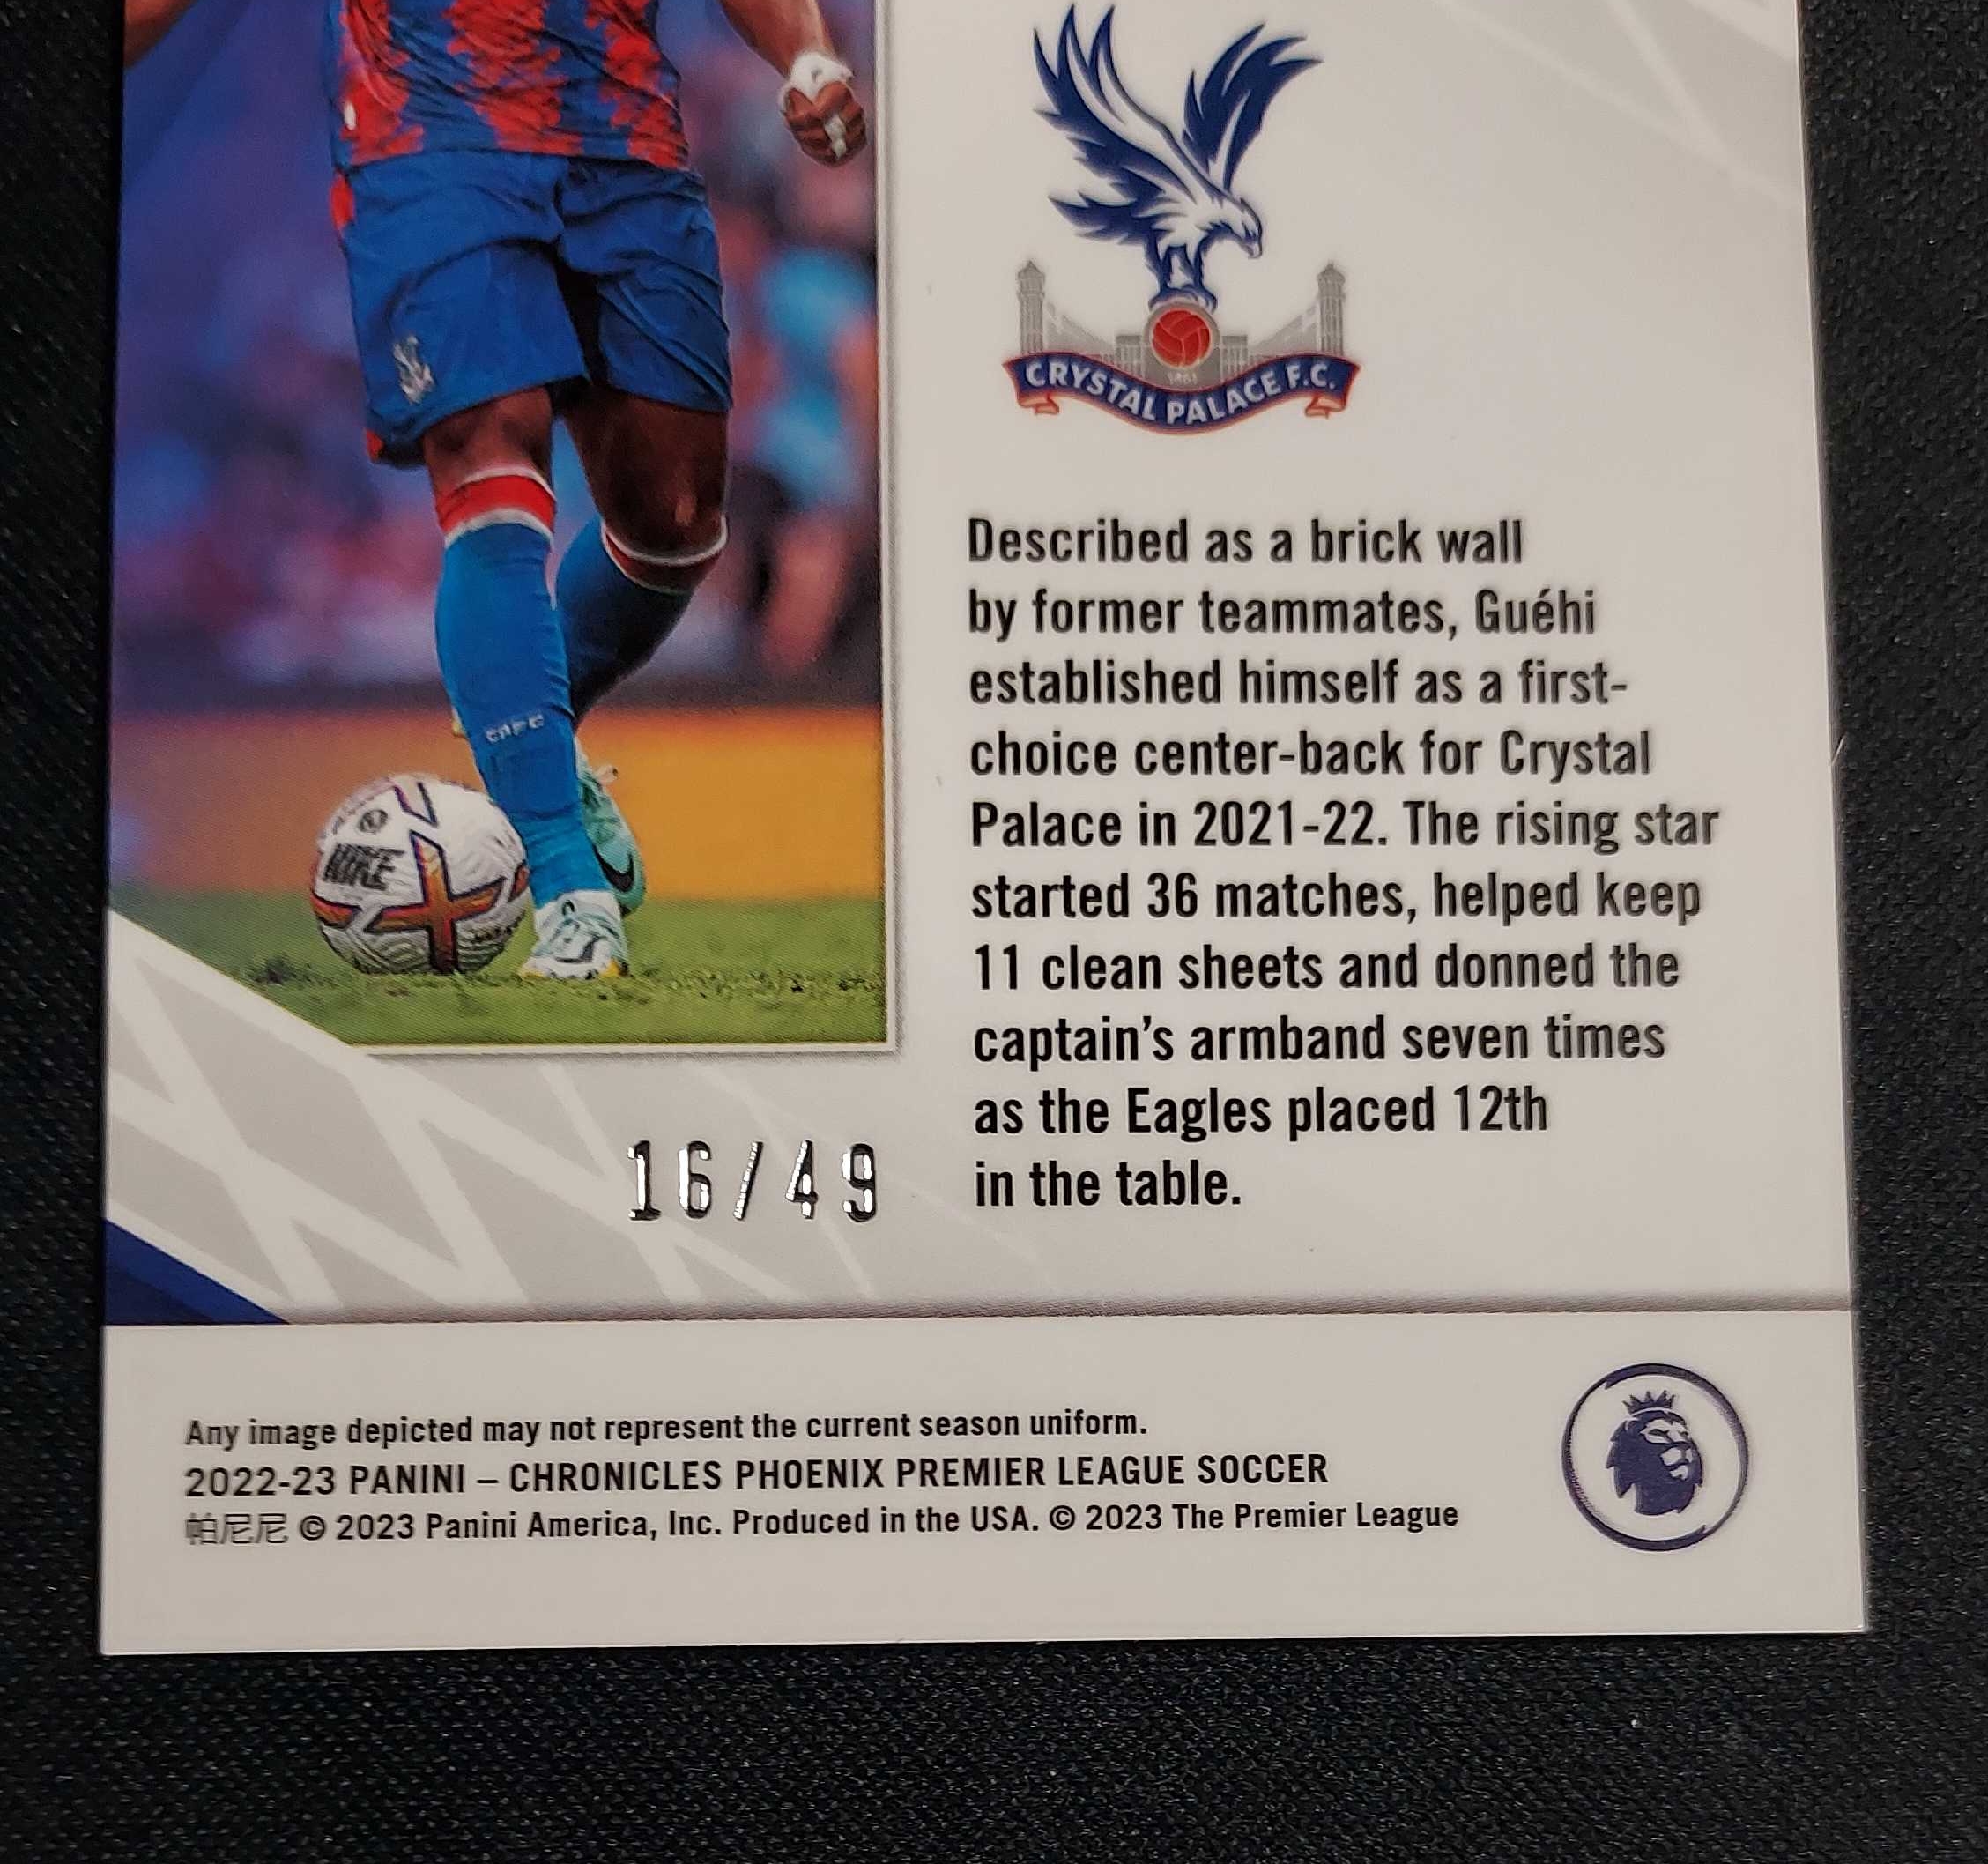 CRYSTAL PALACE F.C.
Described as a brick wall
by former teammates, Guéhi
established himself as a first-
choice center-back for Crystal
Palace in 2021-22. The rising star
started 36 matches, helped keep
11 clean sheets and donned the
captain's armband seven times
as the Eagles placed 12th
in the table.
CPFC
NIKE
16/49
Any image depicted may not represent the current season uniform.
2022-23 PANINI – CHRONICLES PHOENIX PREMIER LEAGUE SOCCER
帕尼尼 © 2023 Panini America, Inc. Produced in the USA. © 2023 The Premier League